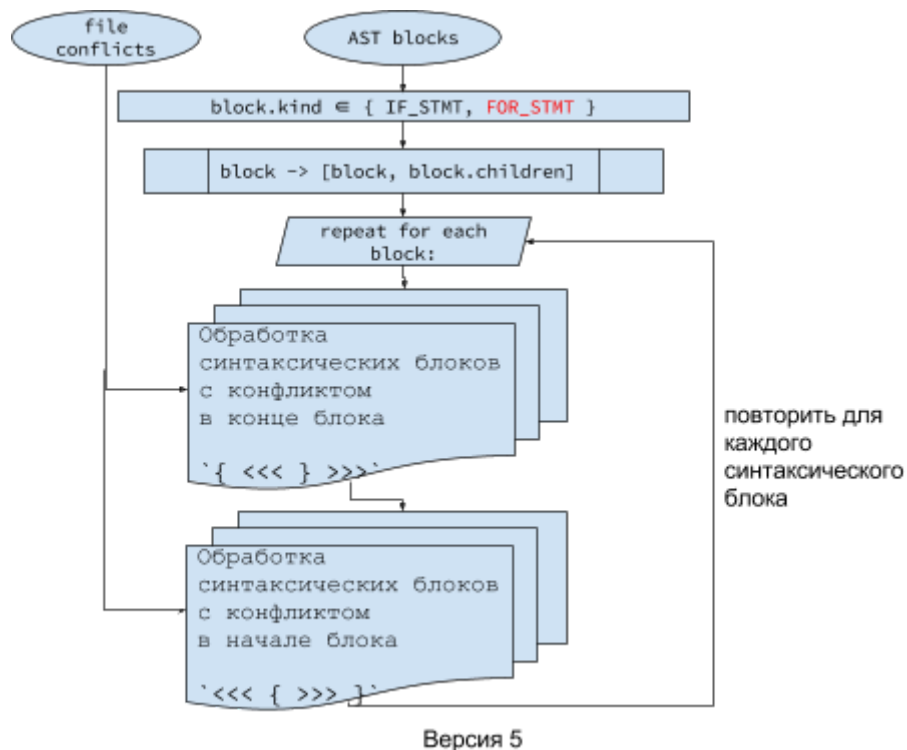 file
conflicts
AST blocks
block.kind ∈ { IF_STMT, FOR_STMT }
block -> [block, block.children]
repeat for each
block:
Обработка
синтаксических блоков
с конфликтом
в конце блока
`{ <<< } >>>`
повторить для
каждого
синтаксического
блока
Обработка
синтаксических блоков
с конфликтом
в начале блока
`<<< { >>> }`
Версия 5